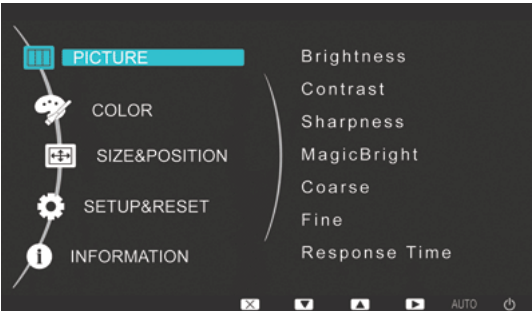 PICTURE
COLOR
SIZE&POSITION
SETUP&RESET
INFORMATION
Brightness
Contrast
Sharpness
MagicBright
Coarse
Fine
Response Time
AUTO